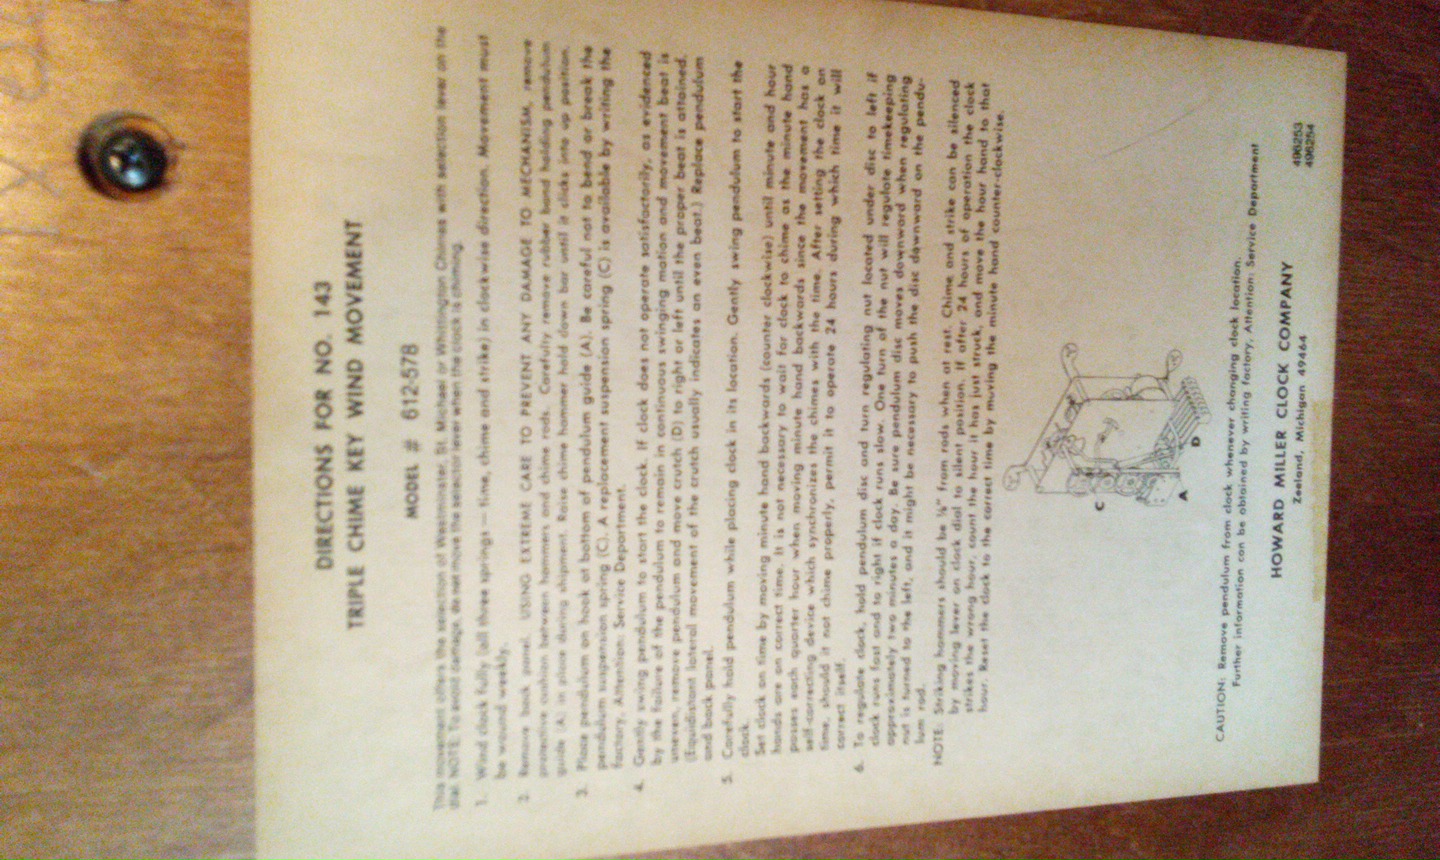 DIRECTIONS FOR NO. 143
TRIPLE CHIME KEY WIND MOVEMENT
MODEL # 612-578
This movement offers the selection of Westminster, St. Michael or Whittington Chimes with selection lever on the
dial. NOTE: To avoid damage, do not move the selector lever when the clock is chiming.
1. Wind clock fully (all three springs — time, chime and strike) in clockwise direction. Movement must
be wound weekly.
2. Remove back panel. USING EXTREME CARE TO PREVENT ANY DAMAGE TO MECHANISM, remove
protective cushion between hammers and chime rods. Carefully remove rubber band holding pendulum
guide (A) in place during shipment. Raise chime hammer hold down bar until it clicks into up position.
3. Place pendulum on hook at bottom of pendulum guide (A). Be careful not to bend or break the
pendulum suspension spring (C). A replacement suspension spring (C) is available by writing the
factory, Attention: Service Department.
4. Gently swing pendulum to start the clock. If clock does not operate satisfactorily, as evidenced
by the failure of the pendulum to remain in continuous swinging motion and movement beat is
uneven, remove pendulum and move crutch (D) to right or left until the proper beat is attained.
(Equidistant lateral movement of the crutch usually indicates an even beat.) Replace pendulum
and back panel.
5. Carefully hold pendulum while placing clock in its location. Gently swing pendulum to start the
clock.
Set clock on time by moving minute hand backwards (counter clockwise) until minute and hour
hands are on correct time. It is not necessary to wait for clock to chime as the minute hand
passes each quarter hour when moving minute hand backwards since the movement has a
self-correcting device which synchronizes the chimes with the time. After setting the clock on
time, should it not chime properly, permit it to operate 24 hours during which time it will
correct itself.
6. To regulate clock, hold pendulum disc and turn regulating nut located under disc to left if
clock runs fast and to right if clock runs slow. One turn of the nut will regulate timekeeping
approximately two minutes a day. Be sure pendulum disc moves downward when regulating
nut is turned to the left, and it might be necessary to push the disc downward on the pendu-
lum rod.
NOTE: Striking hammers should be ⅛" from rods when at rest. Chime and strike can be silenced
by moving lever on clock dial to silent position. If after 24 hours of operation the clock
strikes the wrong hour, count the hour it has just struck, and move the hour hand to that
hour. Reset the clock to the correct time by moving the minute hand counter-clockwise.
C
A
D
CAUTION: Remove pendulum from clock whenever changing clock location.
Further information can be obtained by writing factory, Attention: Service Department
HOWARD MILLER CLOCK COMPANY
Zeeland, Michigan 49464
496253
496254